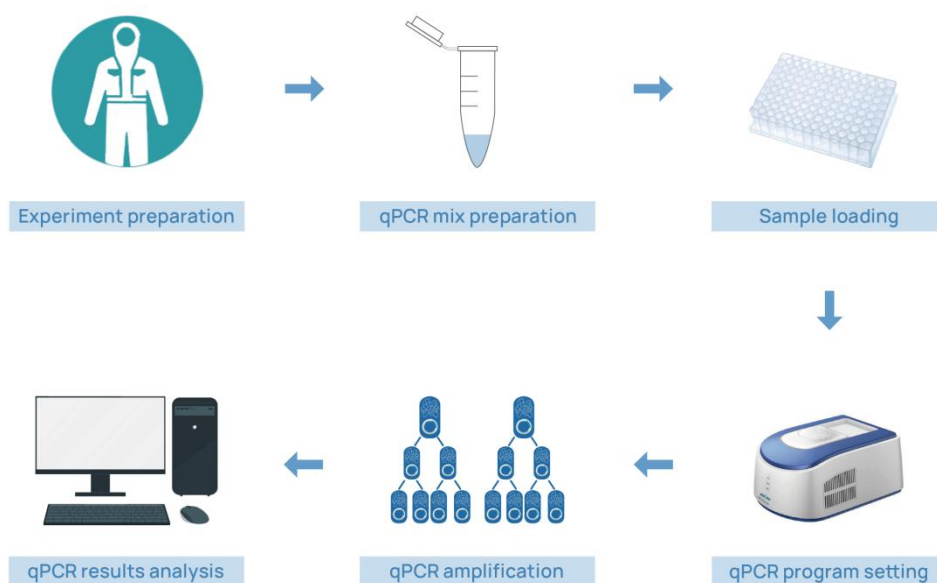 Experiment preparation
qPCR mix preparation
Sample loading
qPCR results analysis
qPCR amplification
qPCR program setting